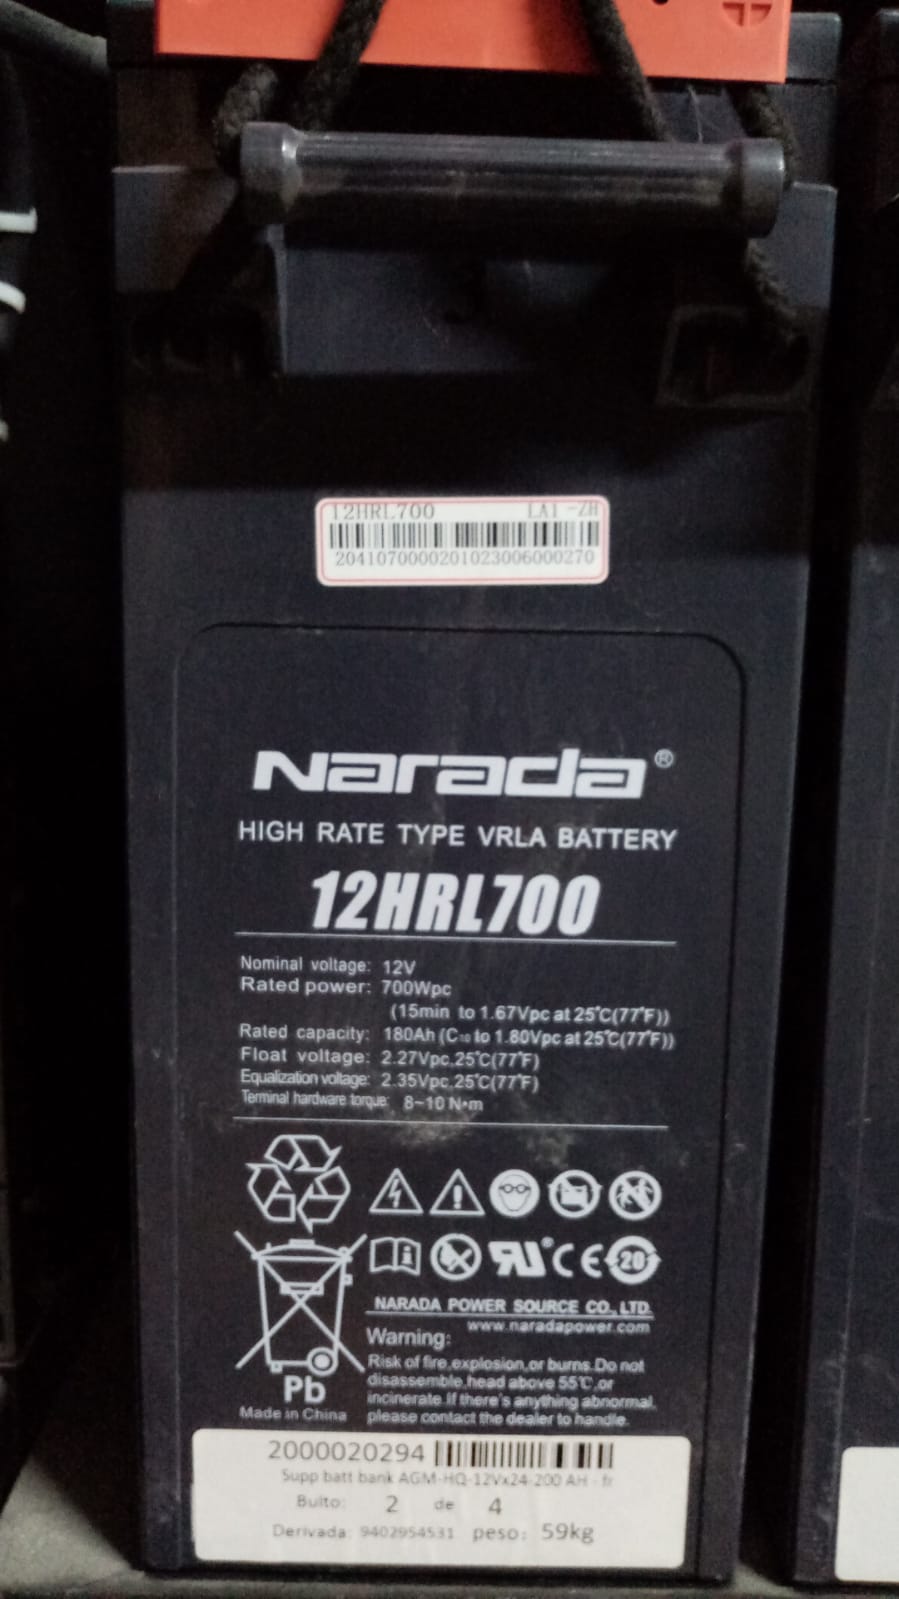 12HRL700 LA1-ZH
2041070000201023006000270
Narada®
HIGH RATE TYPE VRLA BATTERY
12HRL700
Nominal voltage: 12V
Rated power: 700Wpc
(15min to 1.67Vpc at 25℃(77℉))
Rated capacity: 180Ah (C₁₀ to 1.80Vpc at 25℃(77℉))
Float voltage: 2.27Vpc,25℃(77℉)
Equalization voltage: 2.35Vpc,25℃(77℉)
Terminal hardware torque: 8~10 N•m
CE 20
NARADA POWER SOURCE CO., LTD.
www.naradapower.com
Warning:
Risk of fire,explosion,or burns.Do not
disassemble,head above 55℃,or
incinerate.If there's anything abnormal,
please contact the dealer to handle.
Pb
Made in China
2000020294
Supp batt bank AGM-HQ-12Vx24-200 AH - fr
Bulto: 2 de 4
Derivada: 9402954531 peso: 59kg